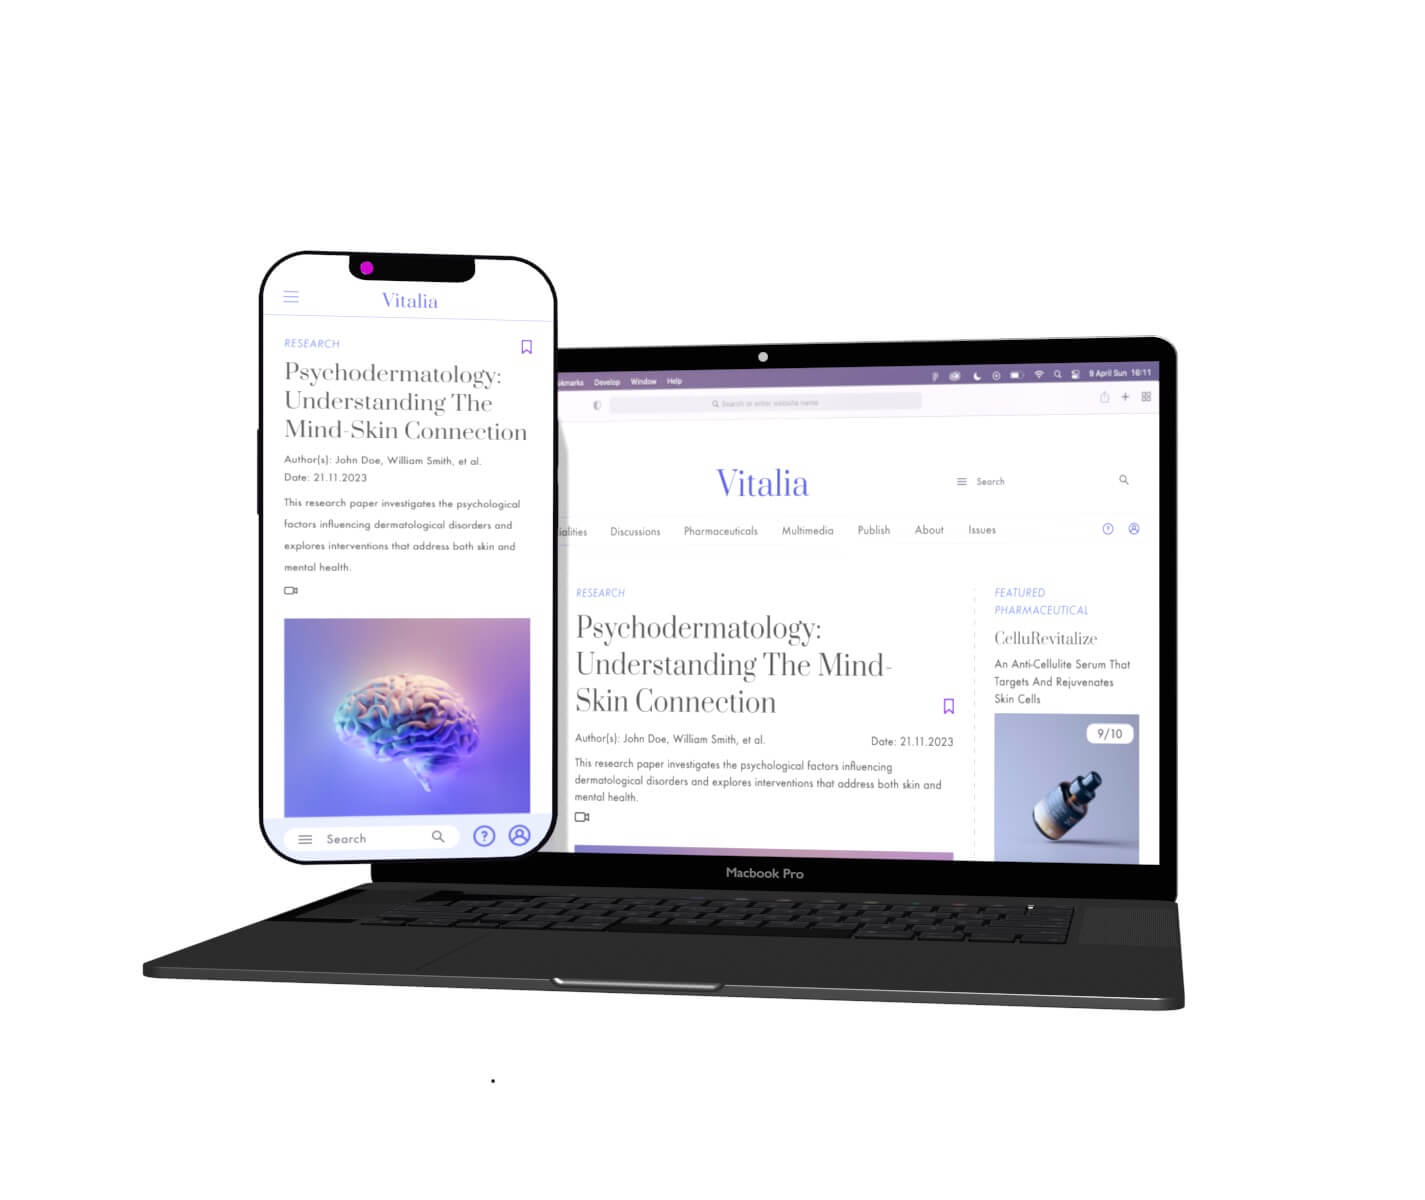 Vitalia
RESEARCH
Psychodermatology:
Understanding The
Mind-Skin Connection
Author(s): John Doe, William Smith, et al.
Date: 21.11.2023
This research paper investigates the psychological
factors influencing dermatological disorders and
explores interventions that address both skin and
mental health.
Search
?
okmarks Develop Window Help
9 April Sun 16:11
Search or enter website name
Vitalia
Search
ialities Discussions Pharmaceuticals Multimedia Publish About Issues
?
RESEARCH
Psychodermatology:
Understanding The Mind-
Skin Connection
Author(s): John Doe, William Smith, et al.
Date: 21.11.2023
This research paper investigates the psychological factors influencing
dermatological disorders and explores interventions that address both skin and
mental health.
FEATURED
PHARMACEUTICAL
CelluRevitalize
An Anti-Cellulite Serum That
Targets And Rejuvenates
Skin Cells
9/10
Macbook Pro